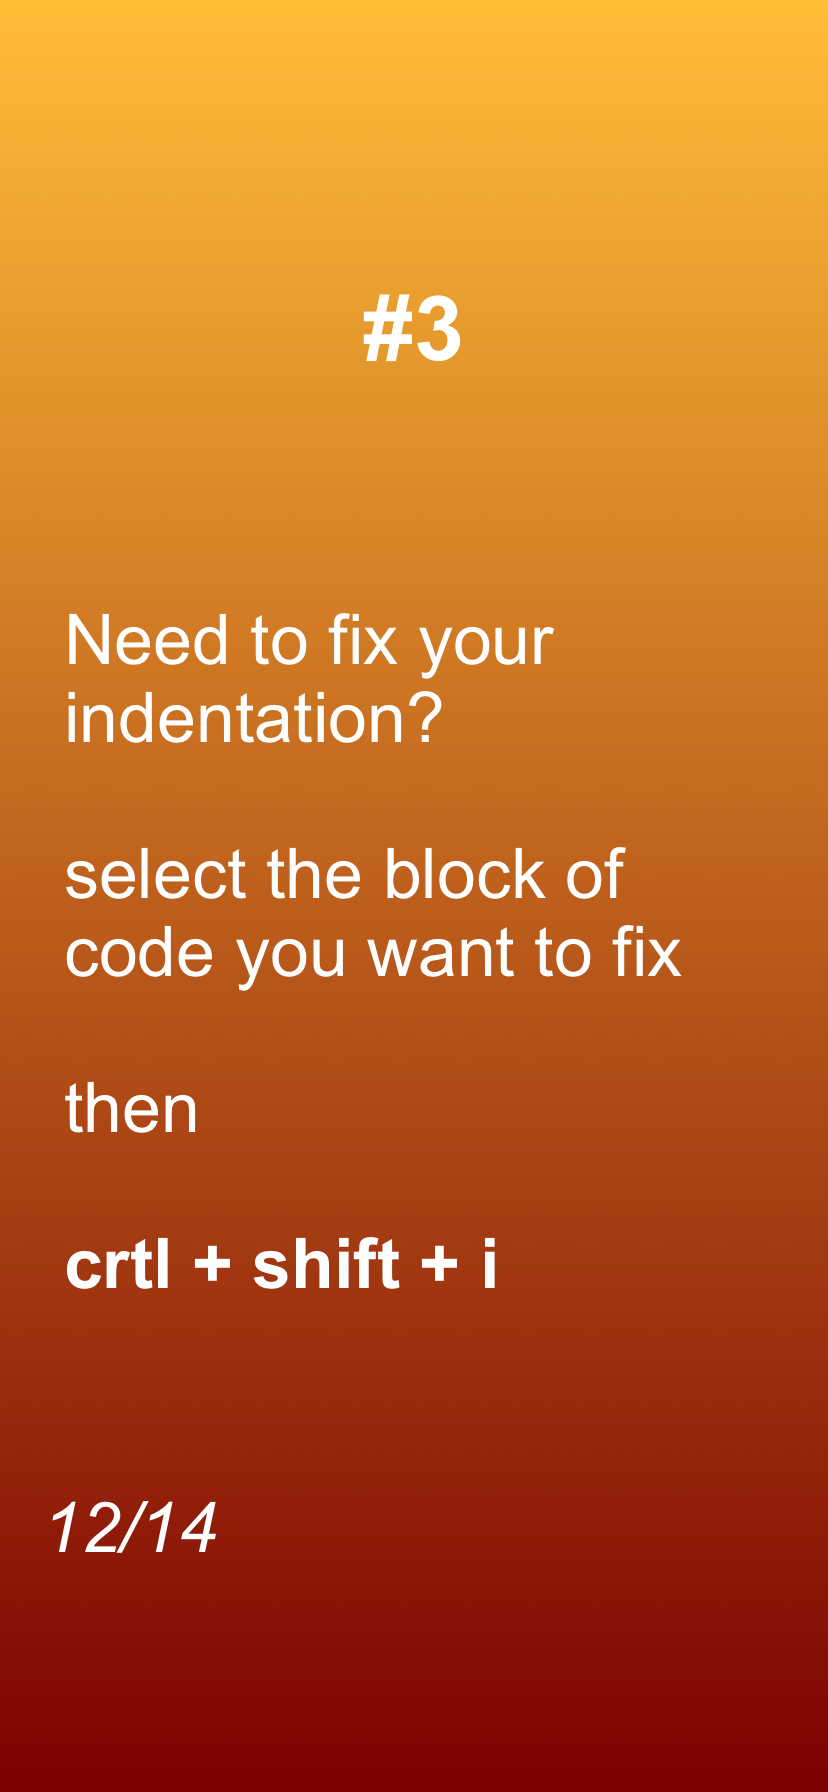 #3
Need to fix your
indentation?
select the block of
code you want to fix
then
crtl + shift + i
12/14